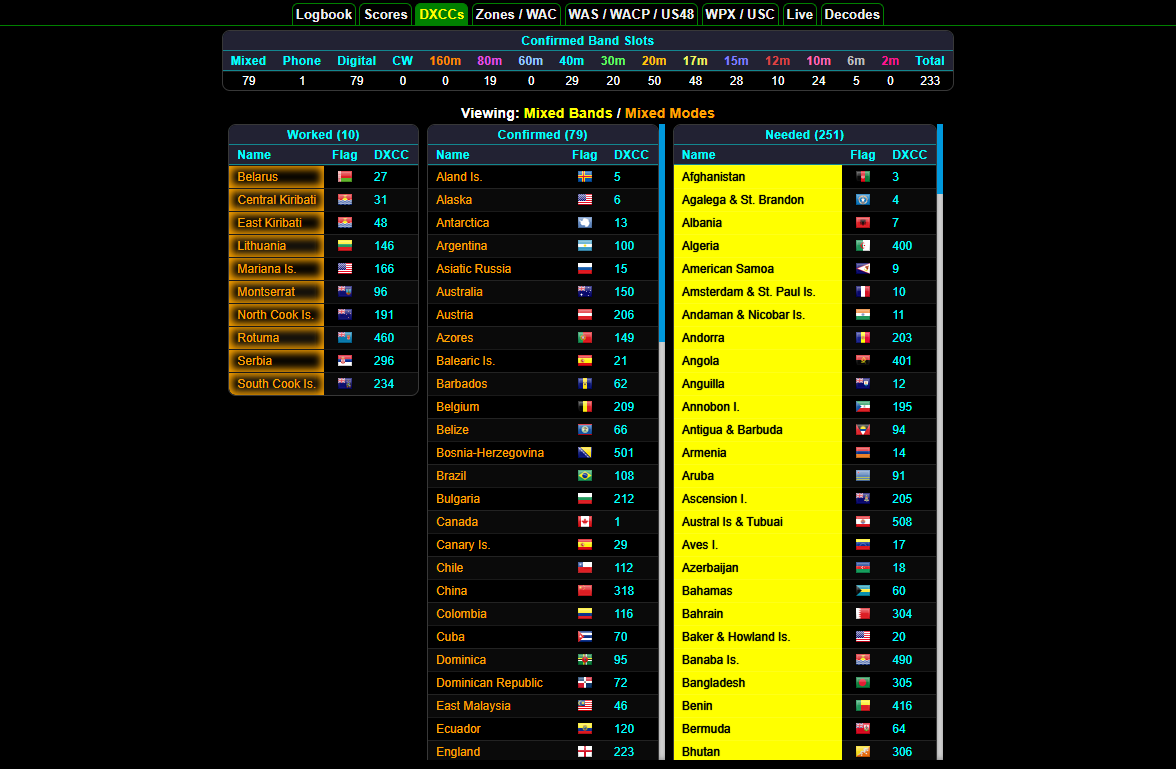 Logbook Scores DXCCs Zones / WAC WAS / WACP / US48 WPX / USC Live Decodes
Confirmed Band Slots
Mixed Phone Digital CW 160m 80m 60m 40m 30m 20m 17m 15m 12m 10m 6m 2m Total
79 1 79 0 0 19 0 29 20 50 48 28 10 24 5 0 233
Viewing: Mixed Bands / Mixed Modes
Worked (10)
Name Flag DXCC
Belarus 27
Central Kiribati 31
East Kiribati 48
Lithuania 146
Mariana Is. 166
Montserrat 96
North Cook Is. 191
Rotuma 460
Serbia 296
South Cook Is. 234
Confirmed (79)
Name Flag DXCC
Aland Is. 5
Alaska 6
Antarctica 13
Argentina 100
Asiatic Russia 15
Australia 150
Austria 206
Azores 149
Balearic Is. 21
Barbados 62
Belgium 209
Belize 66
Bosnia-Herzegovina 501
Brazil 108
Bulgaria 212
Canada 1
Canary Is. 29
Chile 112
China 318
Colombia 116
Cuba 70
Dominica 95
Dominican Republic 72
East Malaysia 46
Ecuador 120
England 223
Needed (251)
Name Flag DXCC
Afghanistan 3
Agalega & St. Brandon 4
Albania 7
Algeria 400
American Samoa 9
Amsterdam & St. Paul Is. 10
Andaman & Nicobar Is. 11
Andorra 203
Angola 401
Anguilla 12
Annobon I. 195
Antigua & Barbuda 94
Armenia 14
Aruba 91
Ascension I. 205
Austral Is & Tubuai 508
Aves I. 17
Azerbaijan 18
Bahamas 60
Bahrain 304
Baker & Howland Is. 20
Banaba Is. 490
Bangladesh 305
Benin 416
Bermuda 64
Bhutan 306